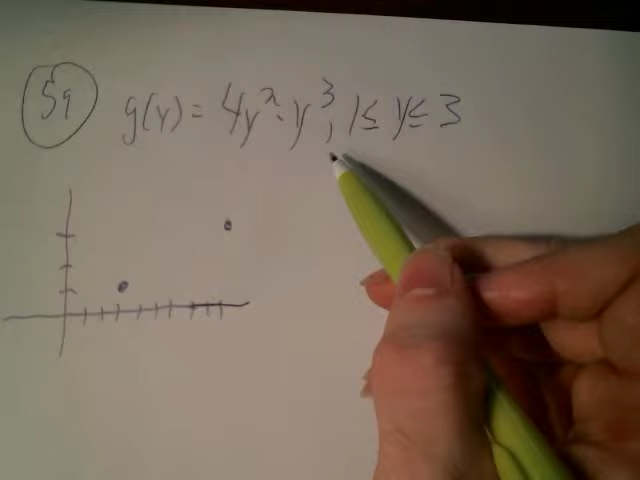 59 g(y) = 4y² - y³, 1 ≤ y ≤ 3